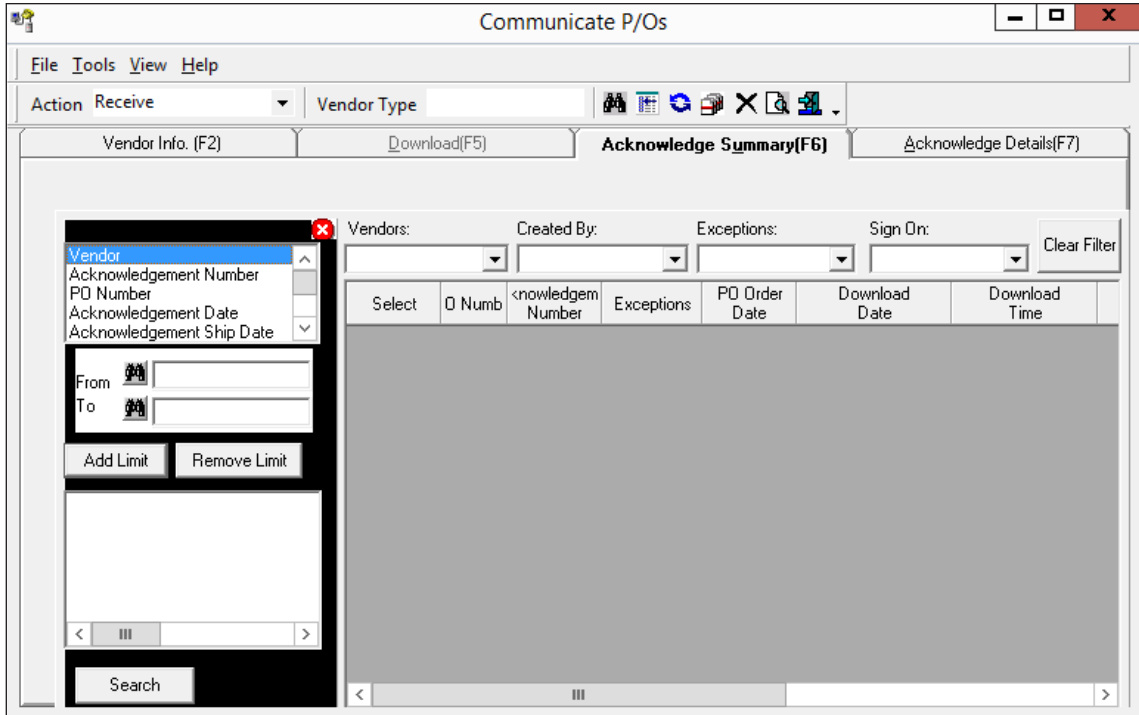 Communicate P/Os
File Tools View Help
Action Receive Vendor Type
Vendor Info. (F2) Download(F5) Acknowledge Summary(F6) Acknowledge Details(F7)
Vendors: Created By: Exceptions: Sign On:
Clear Filter
Vendor
Acknowledgement Number
PO Number
Acknowledgement Date
Acknowledgement Ship Date
Select O Numb knowledgem Number Exceptions PO Order Date Download Date Download Time
From
To
Add Limit Remove Limit
Search